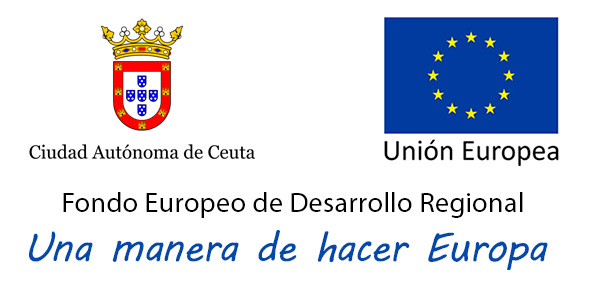 Ciudad Autónoma de Ceuta
Unión Europea
Fondo Europeo de Desarrollo Regional
Una manera de hacer Europa